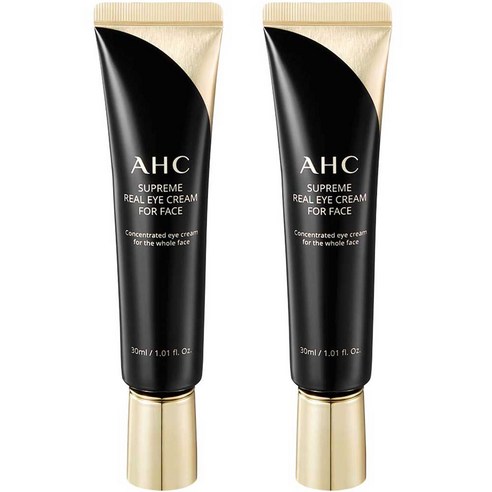 AHC
SUPREME
REAL EYE CREAM
FOR FACE
Concentrated eye cream
for the whole face
30ml / 1.01 fl. Oz.
AHC
SUPREME
REAL EYE CREAM
FOR FACE
Concentrated eye cream
for the whole face
30ml / 1.01 fl. Oz.